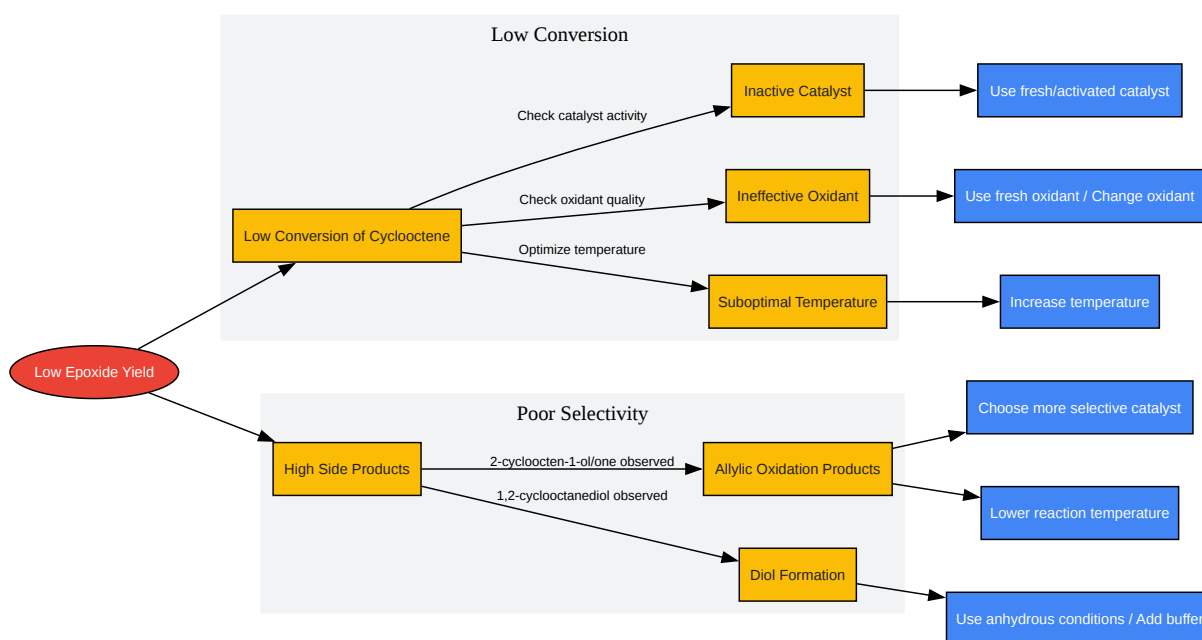 Low Conversion
Inactive Catalyst
Use fresh/activated catalyst
Check catalyst activity
Ineffective Oxidant
Use fresh oxidant / Change oxidant
Check oxidant quality
Low Conversion of Cyclooctene
Optimize temperature
Suboptimal Temperature
Increase temperature
Low Epoxide Yield
Poor Selectivity
Choose more selective catalyst
High Side Products
2-cycloocten-1-ol/one observed
Allylic Oxidation Products
1,2-cyclooctanediol observed
Lower reaction temperature
Diol Formation
Use anhydrous conditions / Add buffer